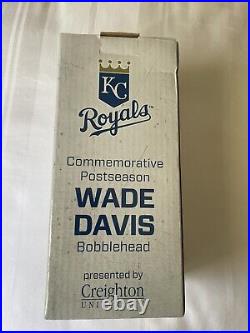 KC
Royals
Commemorative
Postseason
WADE
DAVIS
Bobblehead
presented by
Creighton